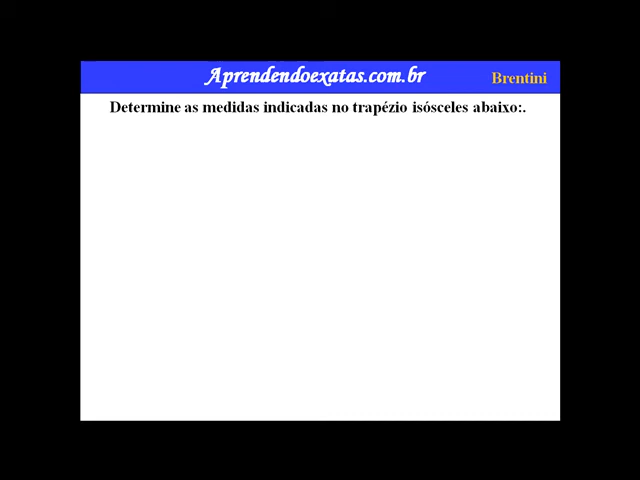 Aprendendoexatas.com.br
Brentini
Determine as medidas indicadas no trapézio isósceles abaixo:.